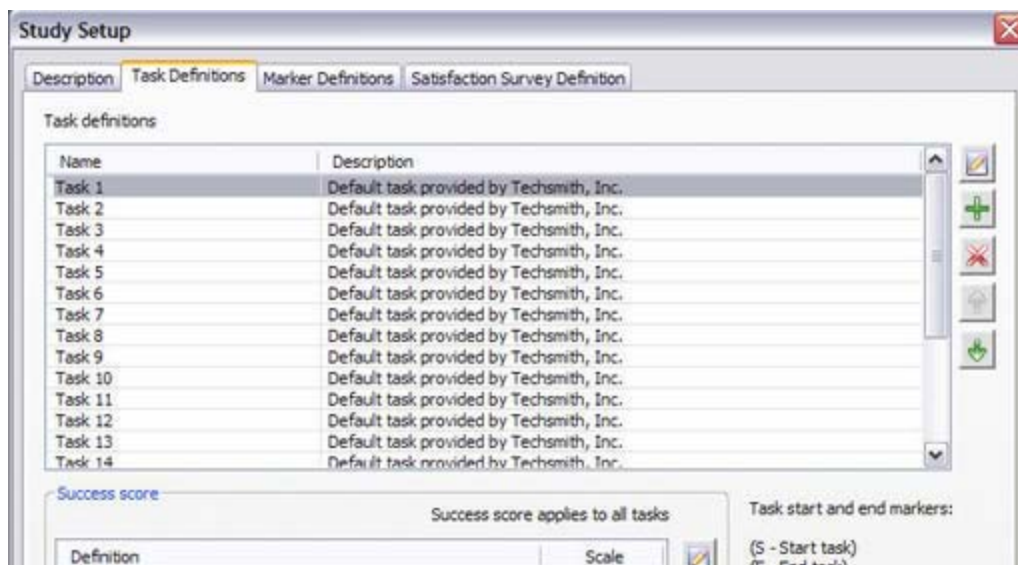 Study Setup
Description Task Definitions Marker Definitions Satisfaction Survey Definition
Task definitions
Name Description
Task 1 Default task provided by Techsmith, Inc.
Task 2 Default task provided by Techsmith, Inc.
Task 3 Default task provided by Techsmith, Inc.
Task 4 Default task provided by Techsmith, Inc.
Task 5 Default task provided by Techsmith, Inc.
Task 6 Default task provided by Techsmith, Inc.
Task 7 Default task provided by Techsmith, Inc.
Task 8 Default task provided by Techsmith, Inc.
Task 9 Default task provided by Techsmith, Inc.
Task 10 Default task provided by Techsmith, Inc.
Task 11 Default task provided by Techsmith, Inc.
Task 12 Default task provided by Techsmith, Inc.
Task 13 Default task provided by Techsmith, Inc.
Task 14 Default task provided by Techsmith, Inc.
Success score
Success score applies to all tasks
Task start and end markers:
Definition Scale
(S - Start task)
(E - End task)